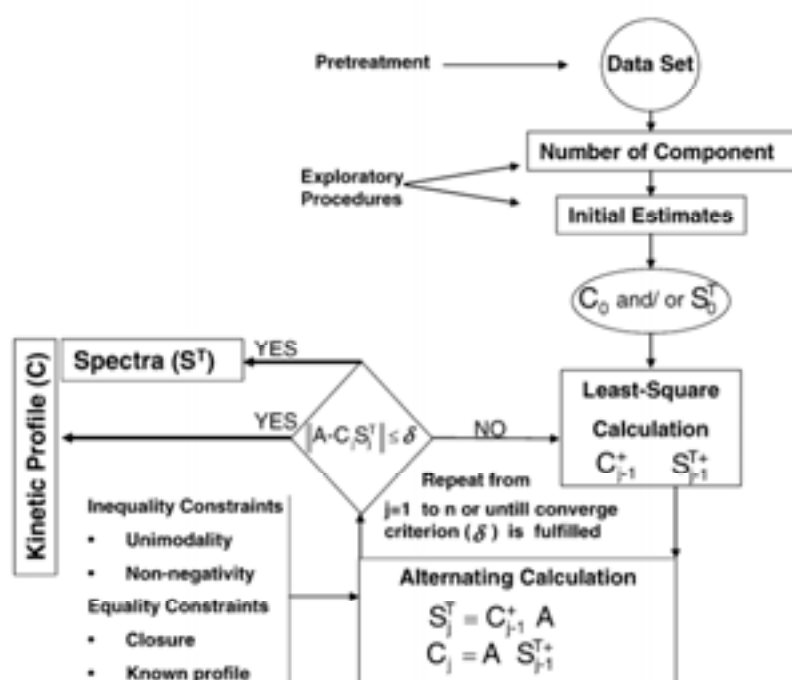 Pretreatment
Data Set
Number of Component
Exploratory
Procedures
Initial Estimates
C₀ and/ or S₀ᵀ
Kinetic Profile (C)
Spectra (Sᵀ)
YES
YES
|A-CⱼSⱼᵀ| ≤ δ
NO
Least-Square
Calculation
C⁺ⱼ₋₁ Sᵀ⁺ⱼ₋₁
Repeat from
j=1 to n or untill converge
criterion (δ) is fulfilled
Inequality Constraints
• Unimodality
• Non-negativity
Equality Constraints
• Closure
• Known profile
Alternating Calculation
Sⱼᵀ = C⁺ⱼ₋₁ A
Cⱼ = A Sᵀ⁺ⱼ₋₁